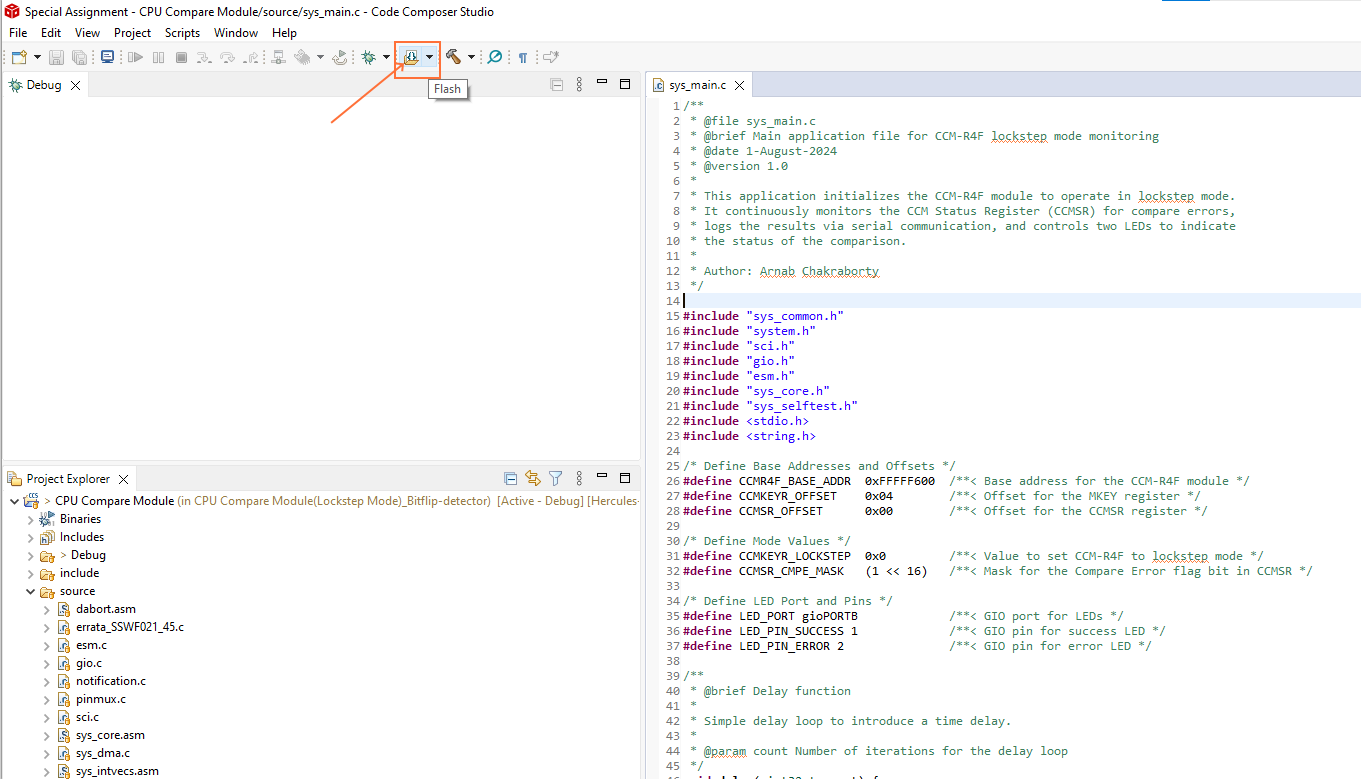 Special Assignment - CPU Compare Module/source/sys_main.c - Code Composer Studio
File Edit View Project Scripts Window Help
Flash
Debug
Project Explorer
> CPU Compare Module (in CPU Compare Module(Lockstep Mode)_Bitflip-detector) [Active - Debug] [Hercules-
Binaries
Includes
> Debug
include
source
dabort.asm
errata_SSWF021_45.c
esm.c
gio.c
notification.c
pinmux.c
sci.c
sys_core.asm
sys_dma.c
sys_intvecs.asm
sys_main.c
1 /**
2 * @file sys_main.c
3 * @brief Main application file for CCM-R4F lockstep mode monitoring
4 * @date 1-August-2024
5 * @version 1.0
6 *
7 * This application initializes the CCM-R4F module to operate in lockstep mode.
8 * It continuously monitors the CCM Status Register (CCMSR) for compare errors,
9 * logs the results via serial communication, and controls two LEDs to indicate
10 * the status of the comparison.
11 *
12 * Author: Arnab Chakraborty
13 */
14
15 #include "sys_common.h"
16 #include "system.h"
17 #include "sci.h"
18 #include "gio.h"
19 #include "esm.h"
20 #include "sys_core.h"
21 #include "sys_selftest.h"
22 #include <stdio.h>
23 #include <string.h>
24
25 /* Define Base Addresses and Offsets */
26 #define CCMR4F_BASE_ADDR 0xFFFFF600 /**< Base address for the CCM-R4F module */
27 #define CCMKEYR_OFFSET 0x04 /**< Offset for the MKEY register */
28 #define CCMSR_OFFSET 0x00 /**< Offset for the CCMSR register */
29
30 /* Define Mode Values */
31 #define CCMKEYR_LOCKSTEP 0x0 /**< Value to set CCM-R4F to lockstep mode */
32 #define CCMSR_CMPE_MASK (1 << 16) /**< Mask for the Compare Error flag bit in CCMSR */
33
34 /* Define LED Port and Pins */
35 #define LED_PORT gioPORTB /**< GIO port for LEDs */
36 #define LED_PIN_SUCCESS 1 /**< GIO pin for success LED */
37 #define LED_PIN_ERROR 2 /**< GIO pin for error LED */
38
39 /**
40 * @brief Delay function
41 *
42 * Simple delay loop to introduce a time delay.
43 *
44 * @param count Number of iterations for the delay loop
45 */